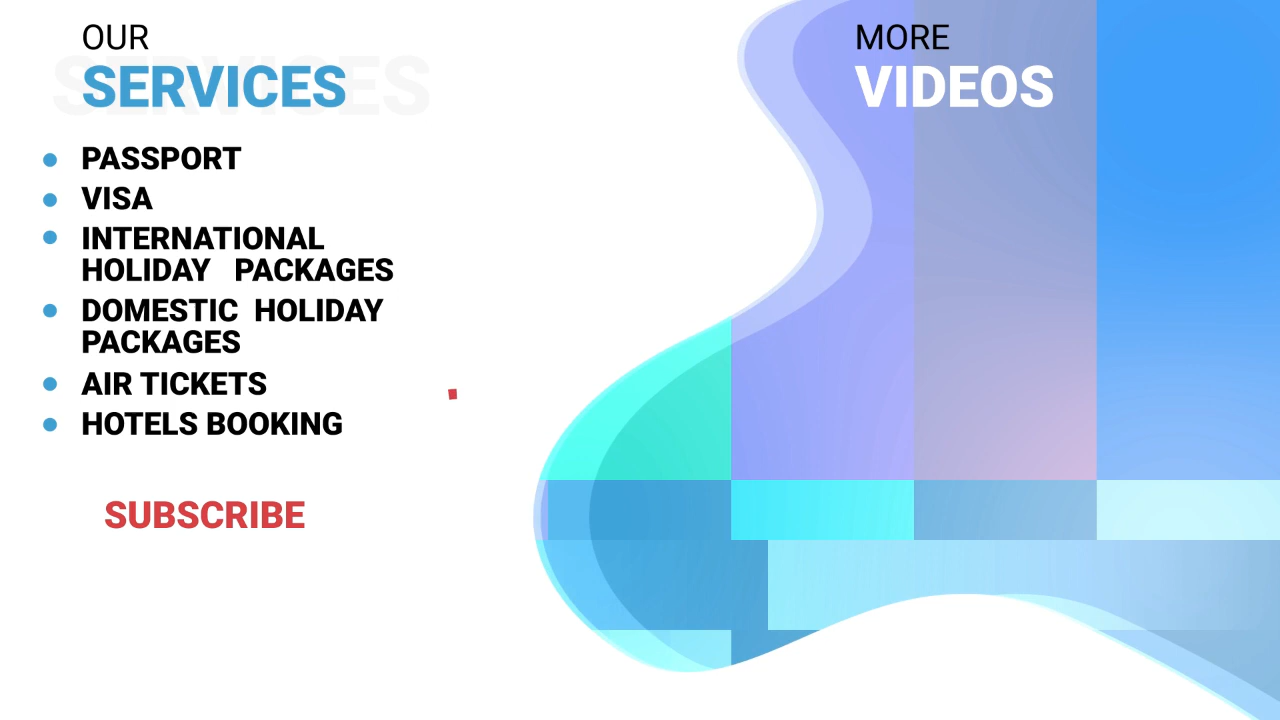 OUR
SERVICES
PASSPORT
VISA
INTERNATIONAL
HOLIDAY PACKAGES
DOMESTIC HOLIDAY
PACKAGES
AIR TICKETS
HOTELS BOOKING
SUBSCRIBE
MORE
VIDEOS